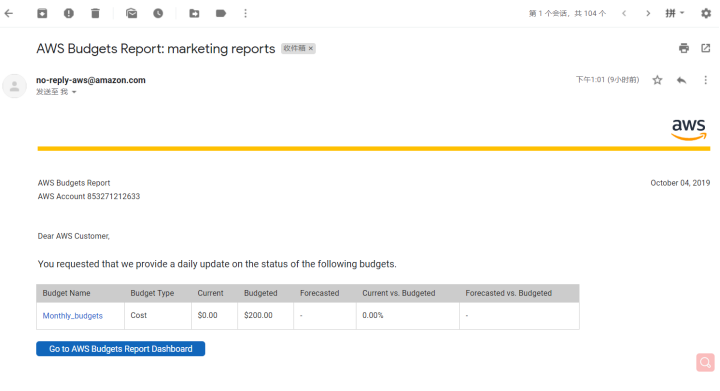 第 1 个会话，共 104 个
拼
AWS Budgets Report: marketing reports 收件箱 ×
no-reply-aws@amazon.com
下午1:01 (9小时前)
发送至 我
aws
AWS Budgets Report
October 04, 2019
AWS Account 853271212633
Dear AWS Customer,
You requested that we provide a daily update on the status of the following budgets.
Budget Name Budget Type Current Budgeted Forecasted Current vs. Budgeted Forecasted vs. Budgeted
Monthly_budgets Cost $0.00 $200.00 - 0.00% -
Go to AWS Budgets Report Dashboard